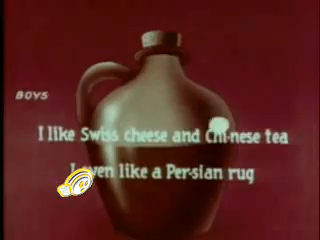 BOYS
I like Swiss cheese and Chi-nese tea
I even like a Per-sian rug